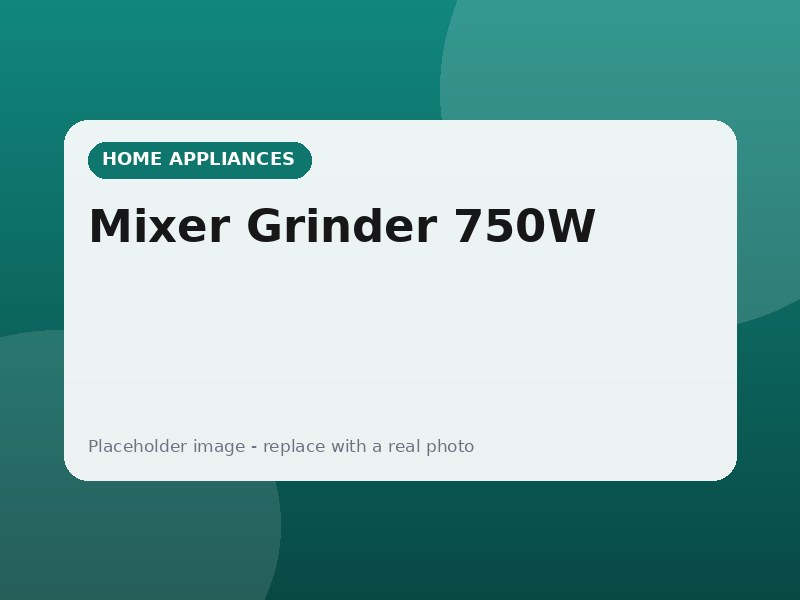 HOME APPLIANCES
Mixer Grinder 750W
Placeholder image - replace with a real photo